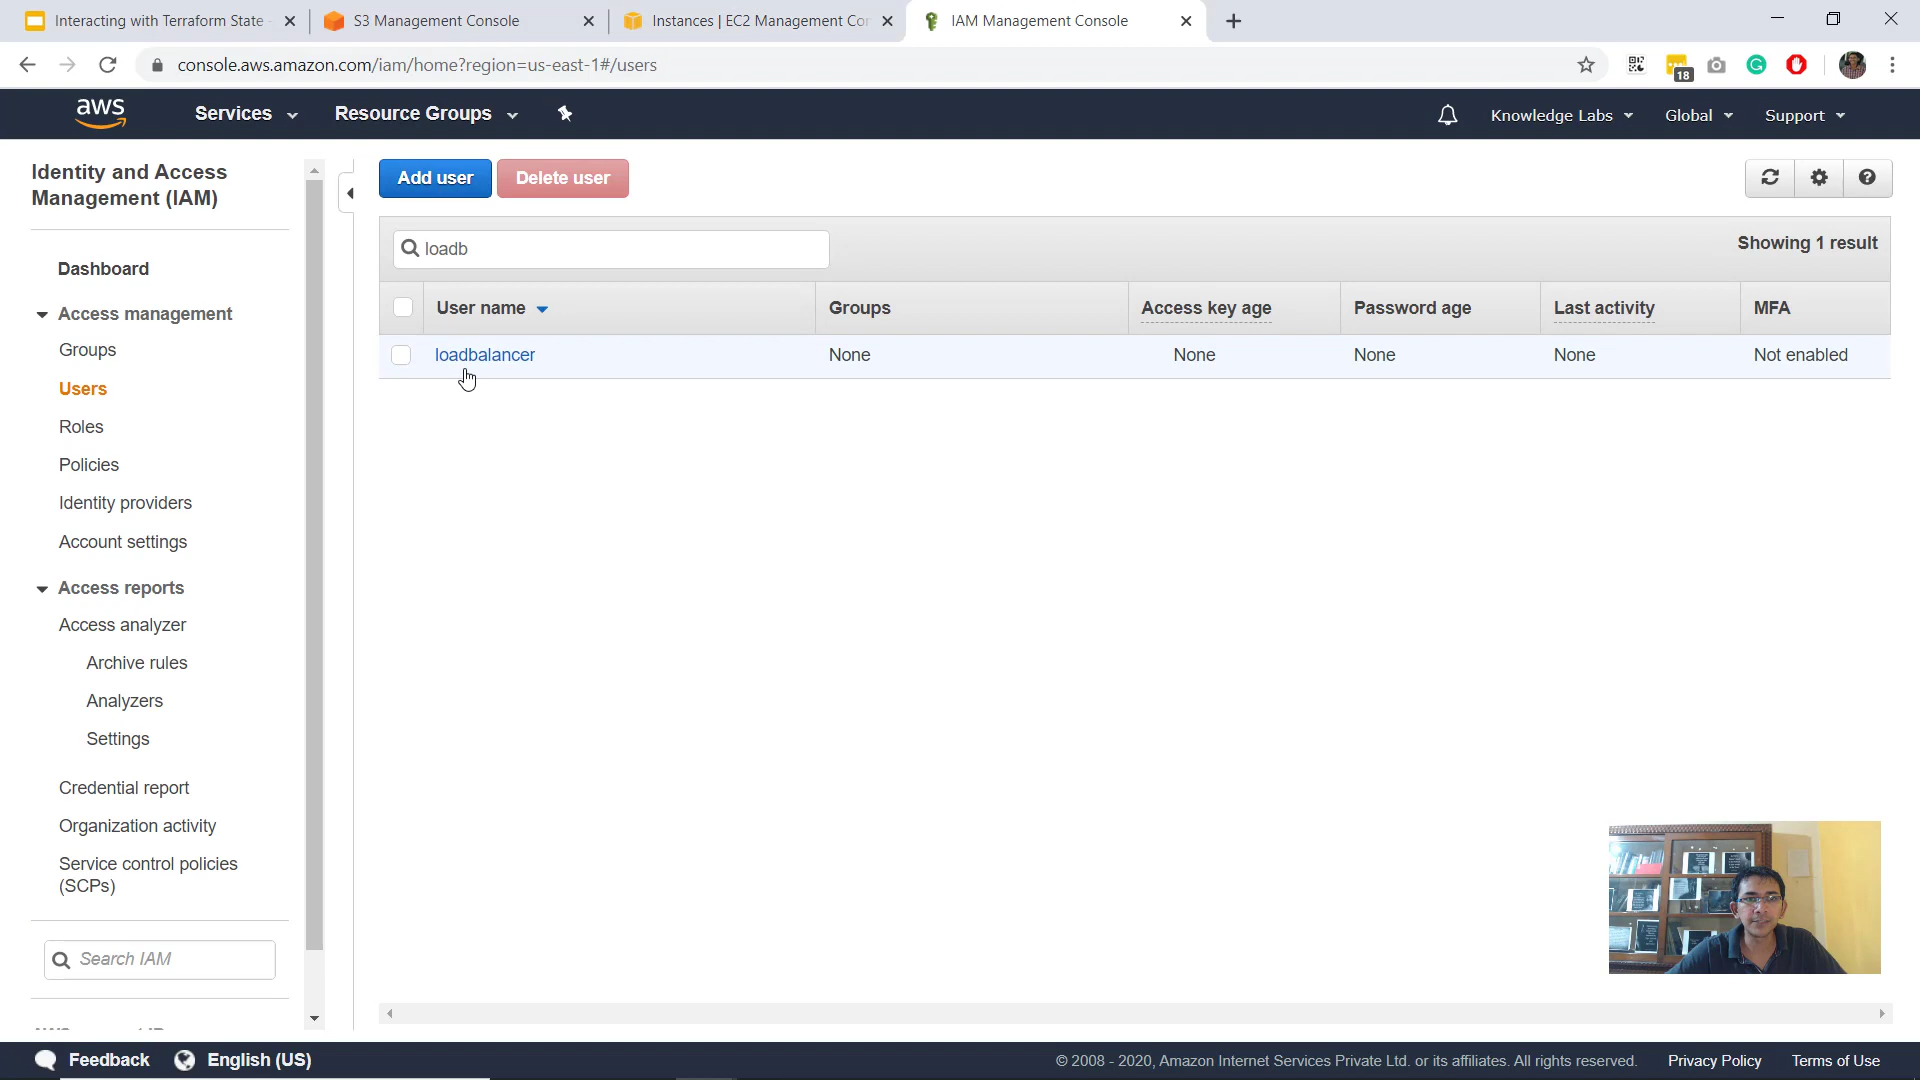 Interacting with Terraform State -
S3 Management Console
Instances | EC2 Management Con
IAM Management Console
console.aws.amazon.com/iam/home?region=us-east-1#/users
18
aws
Services
Resource Groups
Knowledge Labs
Global
Support
Identity and Access
Management (IAM)
Dashboard
Access management
Groups
Users
Roles
Policies
Identity providers
Account settings
Access reports
Access analyzer
Archive rules
Analyzers
Settings
Credential report
Organization activity
Service control policies
(SCPs)
Search IAM
Add user
Delete user
loadb
Showing 1 result
User name
Groups
Access key age
Password age
Last activity
MFA
loadbalancer
None
None
None
None
Not enabled
Feedback
English (US)
© 2008 - 2020, Amazon Internet Services Private Ltd. or its affiliates. All rights reserved.
Privacy Policy
Terms of Use